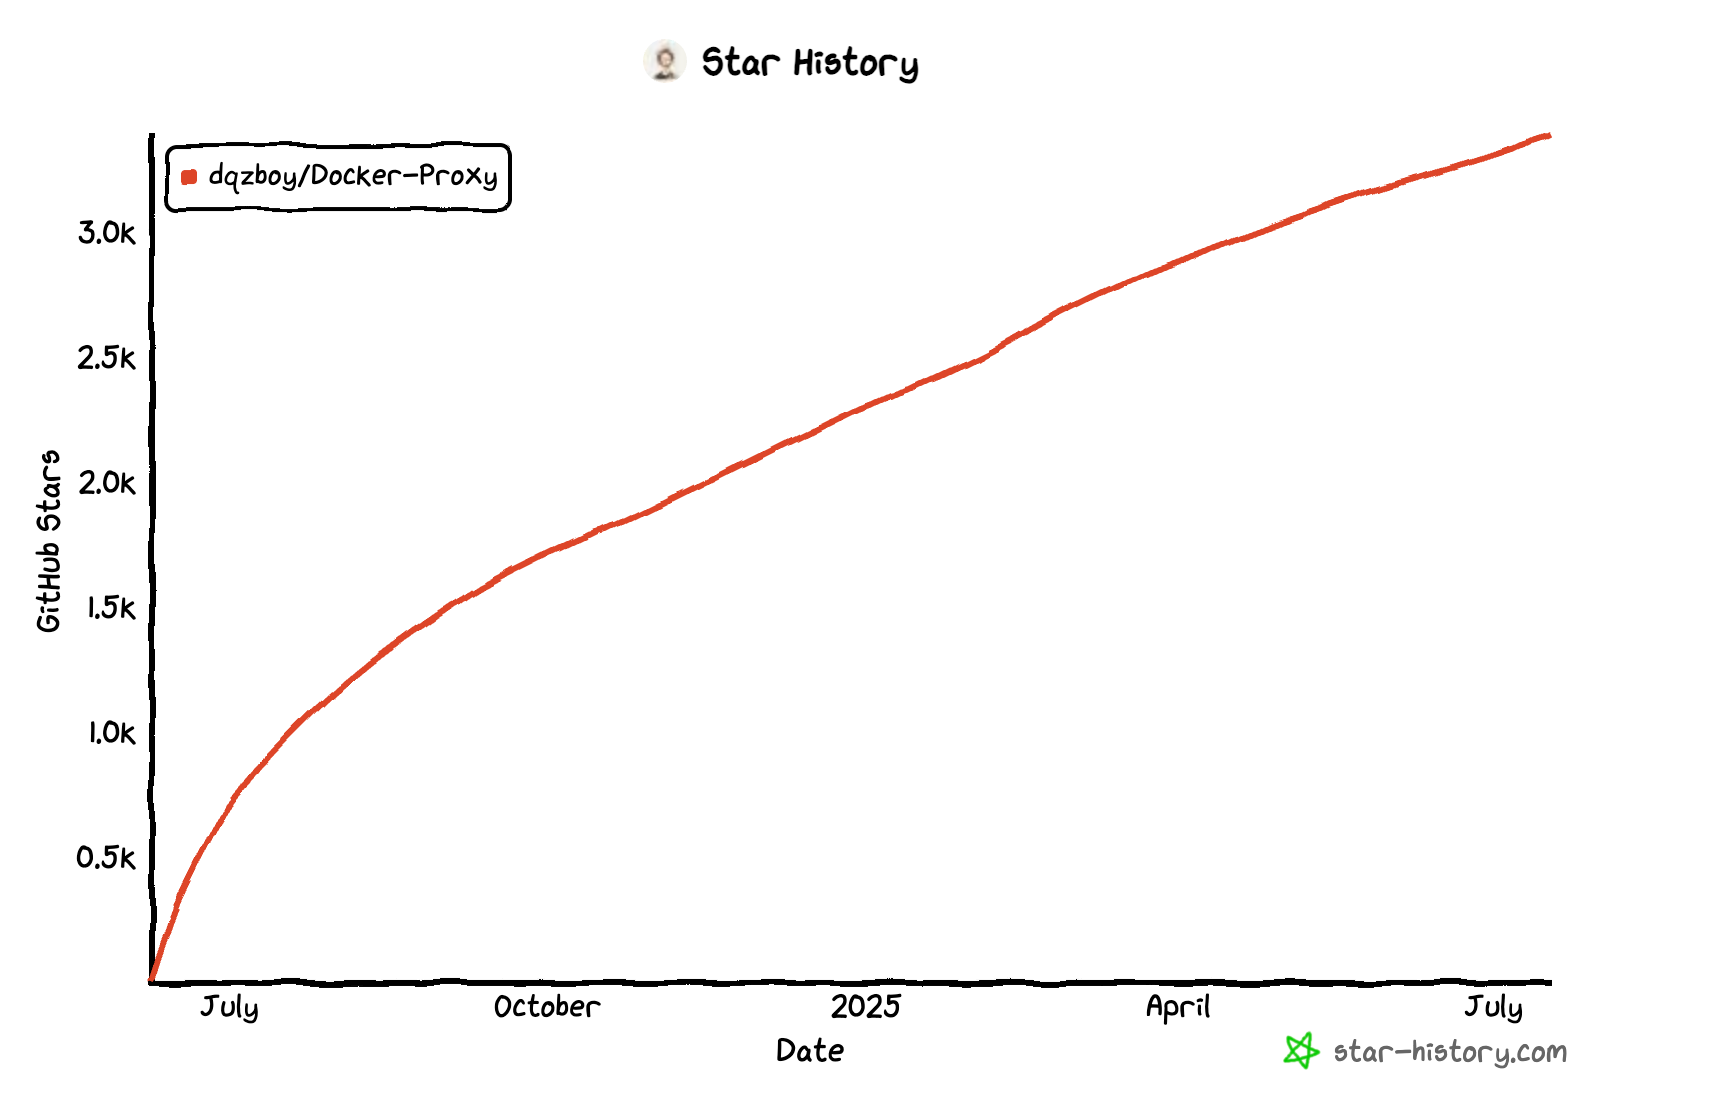 Star History
dqzboy/Docker-Proxy
3.0k
2.5k
2.0k
1.5k
1.0k
0.5k
GitHub Stars
July October 2025 April July
Date
star-history.com